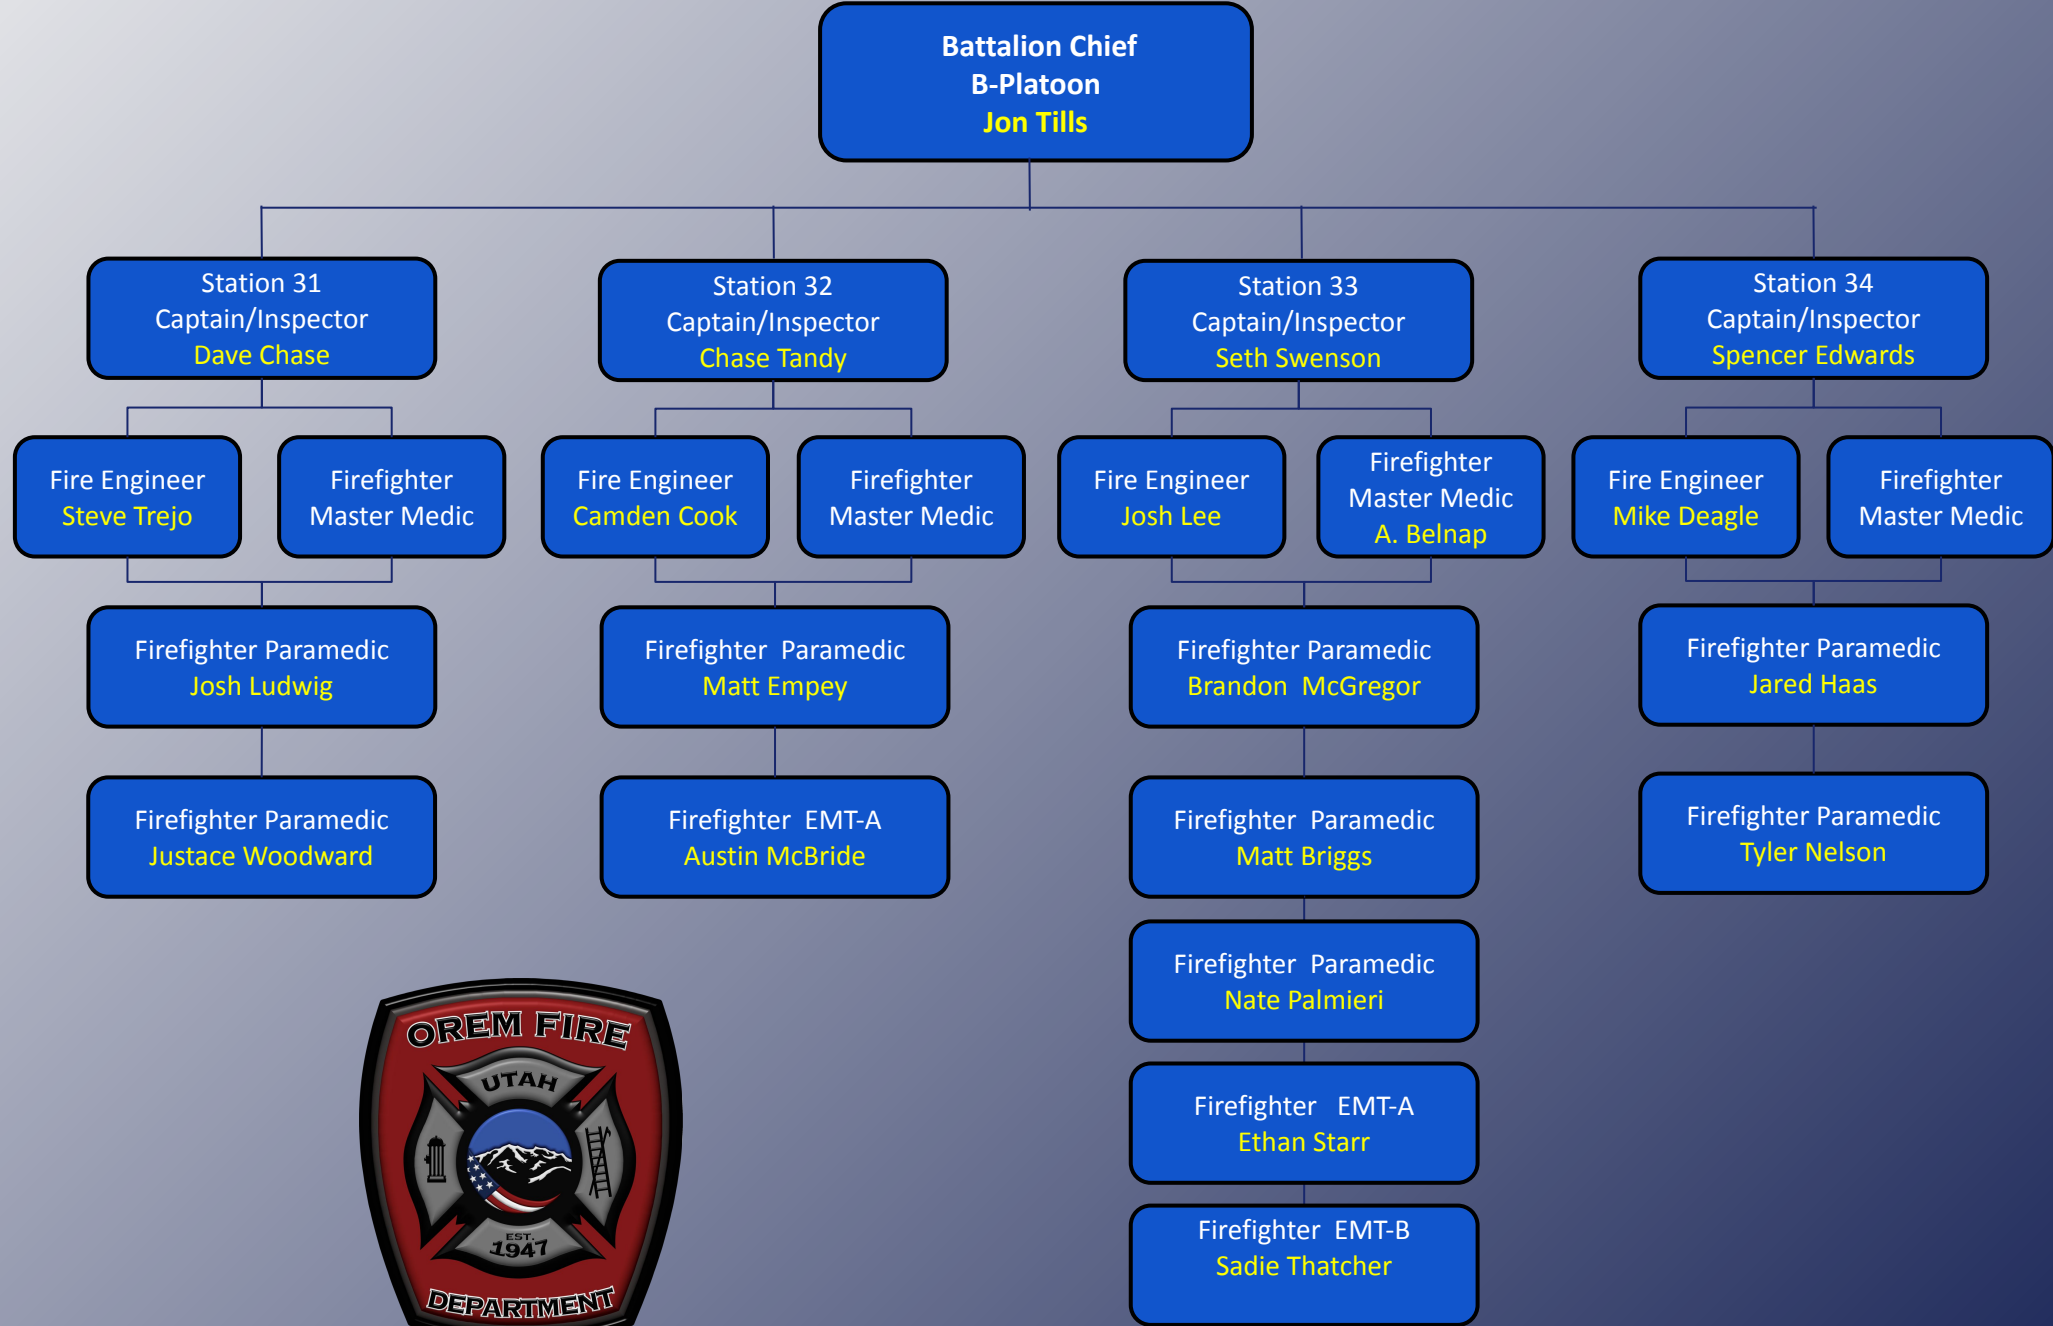 Battalion Chief
B-Platoon
Jon Tills
Station 31
Captain/Inspector
Dave Chase
Station 32
Captain/Inspector
Chase Tandy
Station 33
Captain/Inspector
Seth Swenson
Station 34
Captain/Inspector
Spencer Edwards
Fire Engineer
Steve Trejo
Firefighter
Master Medic
Fire Engineer
Camden Cook
Firefighter
Master Medic
Fire Engineer
Josh Lee
Firefighter
Master Medic
A. Belnap
Fire Engineer
Mike Deagle
Firefighter
Master Medic
Firefighter Paramedic
Josh Ludwig
Firefighter Paramedic
Matt Empey
Firefighter Paramedic
Brandon McGregor
Firefighter Paramedic
Jared Haas
Firefighter Paramedic
Justace Woodward
Firefighter EMT-A
Austin McBride
Firefighter Paramedic
Matt Briggs
Firefighter Paramedic
Tyler Nelson
Firefighter Paramedic
Nate Palmieri
Firefighter EMT-A
Ethan Starr
Firefighter EMT-B
Sadie Thatcher
OREM FIRE
UTAH
EST.
1947
DEPARTMENT